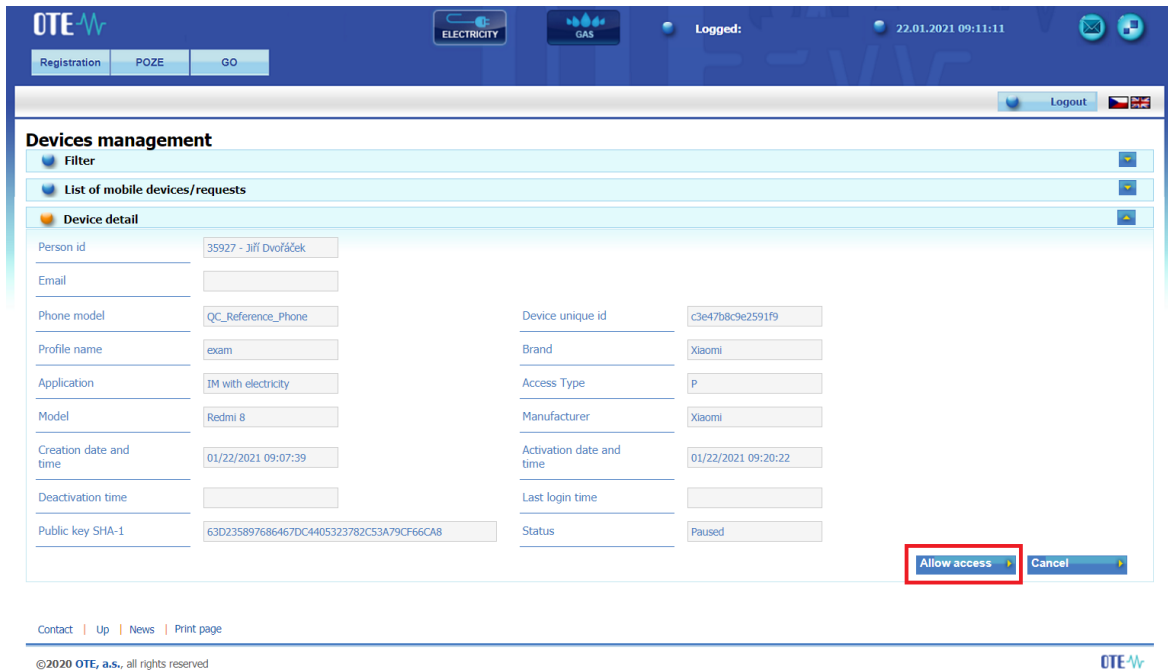 OTE
ELECTRICITY
GAS
Logged:
22.01.2021 09:11:11
Registration
POZE
GO
Logout
Devices management
Filter
List of mobile devices/requests
Device detail
Person id
35927 - Jiří Dvořáček
Email
Phone model
QC_Reference_Phone
Device unique id
c3e47b8c9e2591f9
Profile name
exam
Brand
Xiaomi
Application
IM with electricity
Access Type
P
Model
Redmi 8
Manufacturer
Xiaomi
Creation date and
time
01/22/2021 09:07:39
Activation date and
time
01/22/2021 09:20:22
Deactivation time
Last login time
Public key SHA-1
63D235897686467DC4405323782C53A79CF66CA8
Status
Paused
Allow access
Cancel
Contact | Up | News | Print page
©2020 OTE, a.s., all rights reserved
OTE